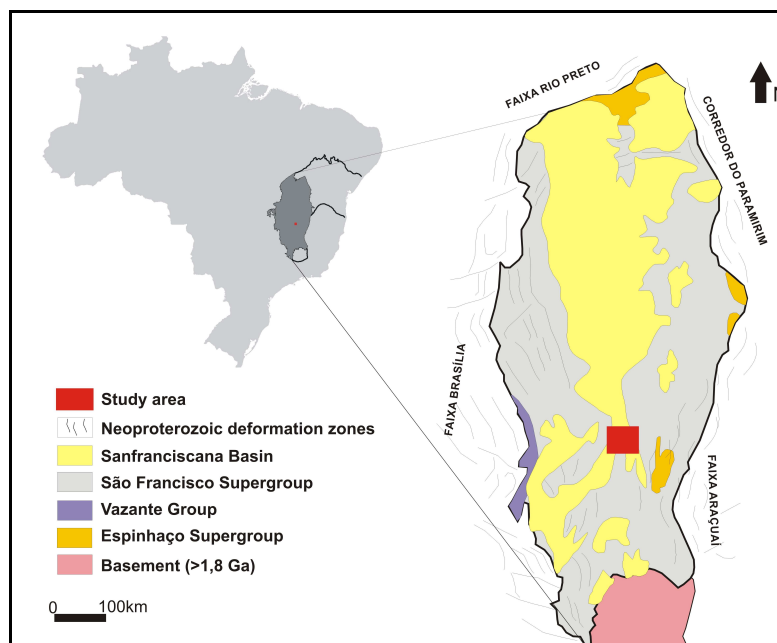 FAIXA RIO PRETO
N
CORREDOR DO PARAMIRIM
FAIXA BRASÍLIA
FAIXA ARAÇUAÍ
Study area
Neoproterozoic deformation zones
Sanfranciscana Basin
São Francisco Supergroup
Vazante Group
Espinhaço Supergroup
Basement (>1,8 Ga)
0 100km